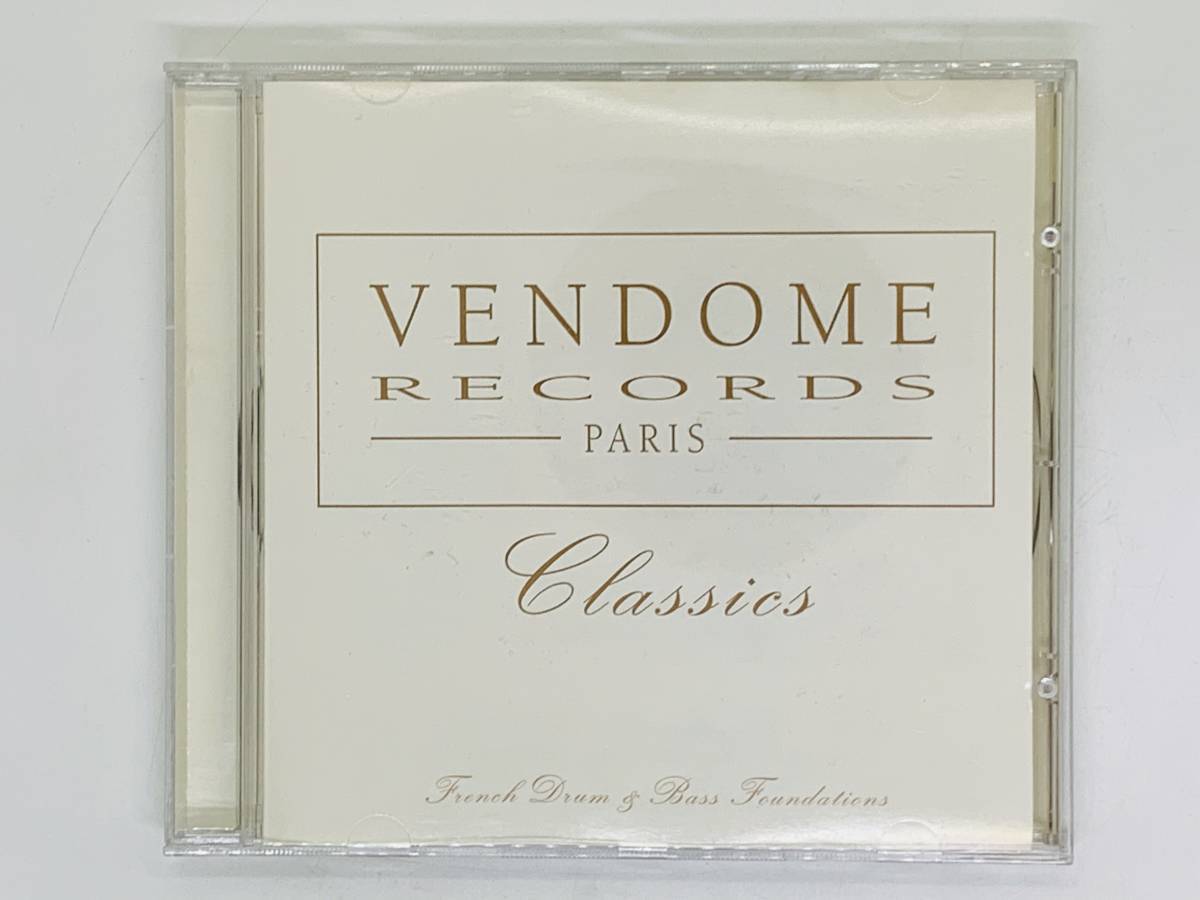 VENDOME
RECORDS
PARIS
Classics
French Drum & Bass Foundations